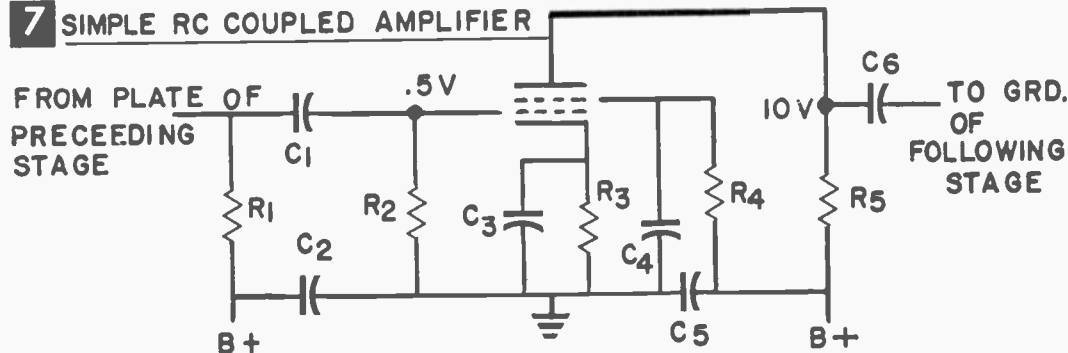 7 SIMPLE RC COUPLED AMPLIFIER
FROM PLATE OF
PRECEEDING
STAGE
C1
.5V
10V
C6
TO GRD.
OF
FOLLOWING
STAGE
R1
R2
C3
R3
C4
R4
R5
C2
C5
B+
B+